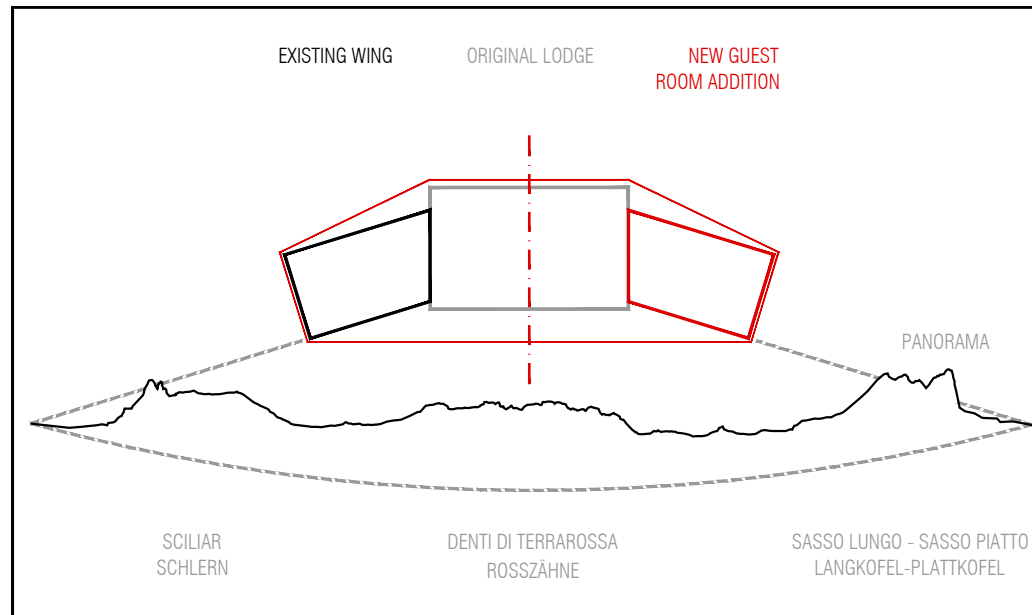 EXISTING WING
ORIGINAL LODGE
NEW GUEST
ROOM ADDITION
PANORAMA
SCILIAR
SCHLERN
DENTI DI TERRAROSSA
ROSSZÄHNE
SASSO LUNGO - SASSO PIATTO
LANGKOFEL-PLATTKOFEL